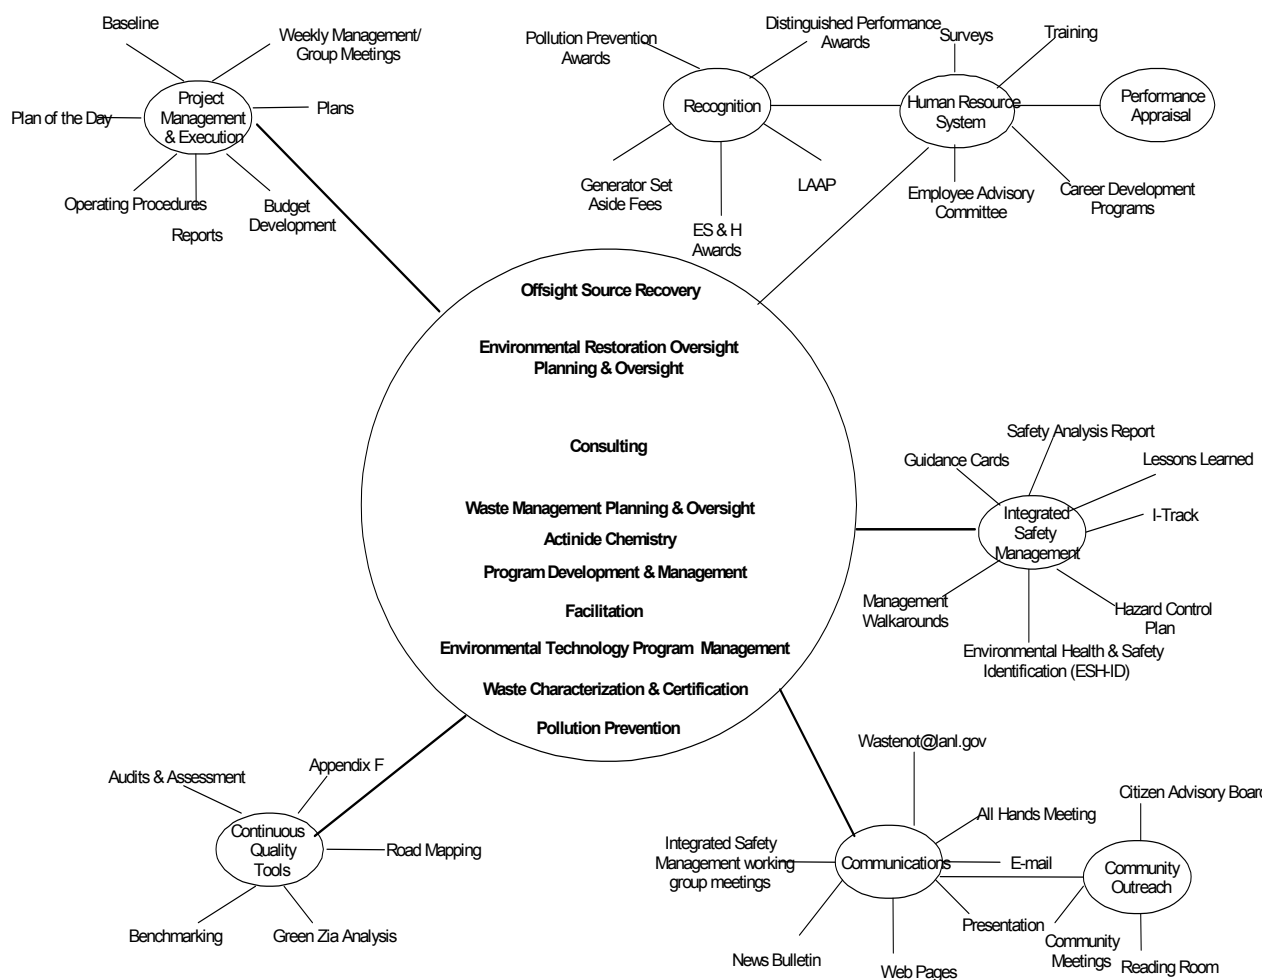 Baseline
Weekly Management/
Group Meetings
Plan of the Day
Project
Management
& Execution
Plans
Operating Procedures
Reports
Budget
Development
Pollution Prevention
Awards
Distinguished Performance
Awards
Recognition
Generator Set
Aside Fees
ES & H
Awards
LAAP
Surveys
Training
Human Resource
System
Performance
Appraisal
Employee Advisory
Committee
Career Development
Programs
Offsight Source Recovery
Environmental Restoration Oversight
Planning & Oversight
Consulting
Waste Management Planning & Oversight
Actinide Chemistry
Program Development & Management
Facilitation
Environmental Technology Program Management
Waste Characterization & Certification
Pollution Prevention
Safety Analysis Report
Guidance Cards
Lessons Learned
Integrated
Safety
Management
I-Track
Management
Walkarounds
Hazard Control
Plan
Environmental Health & Safety
Identification (ESH-ID)
Audits & Assessment
Appendix F
Continuous
Quality
Tools
Road Mapping
Benchmarking
Green Zia Analysis
Wastenot@lanl.gov
All Hands Meeting
Integrated Safety
Management working
group meetings
Communications
E-mail
News Bulletin
Web Pages
Presentation
Citizen Advisory Board
Community
Outreach
Community
Meetings
Reading Room